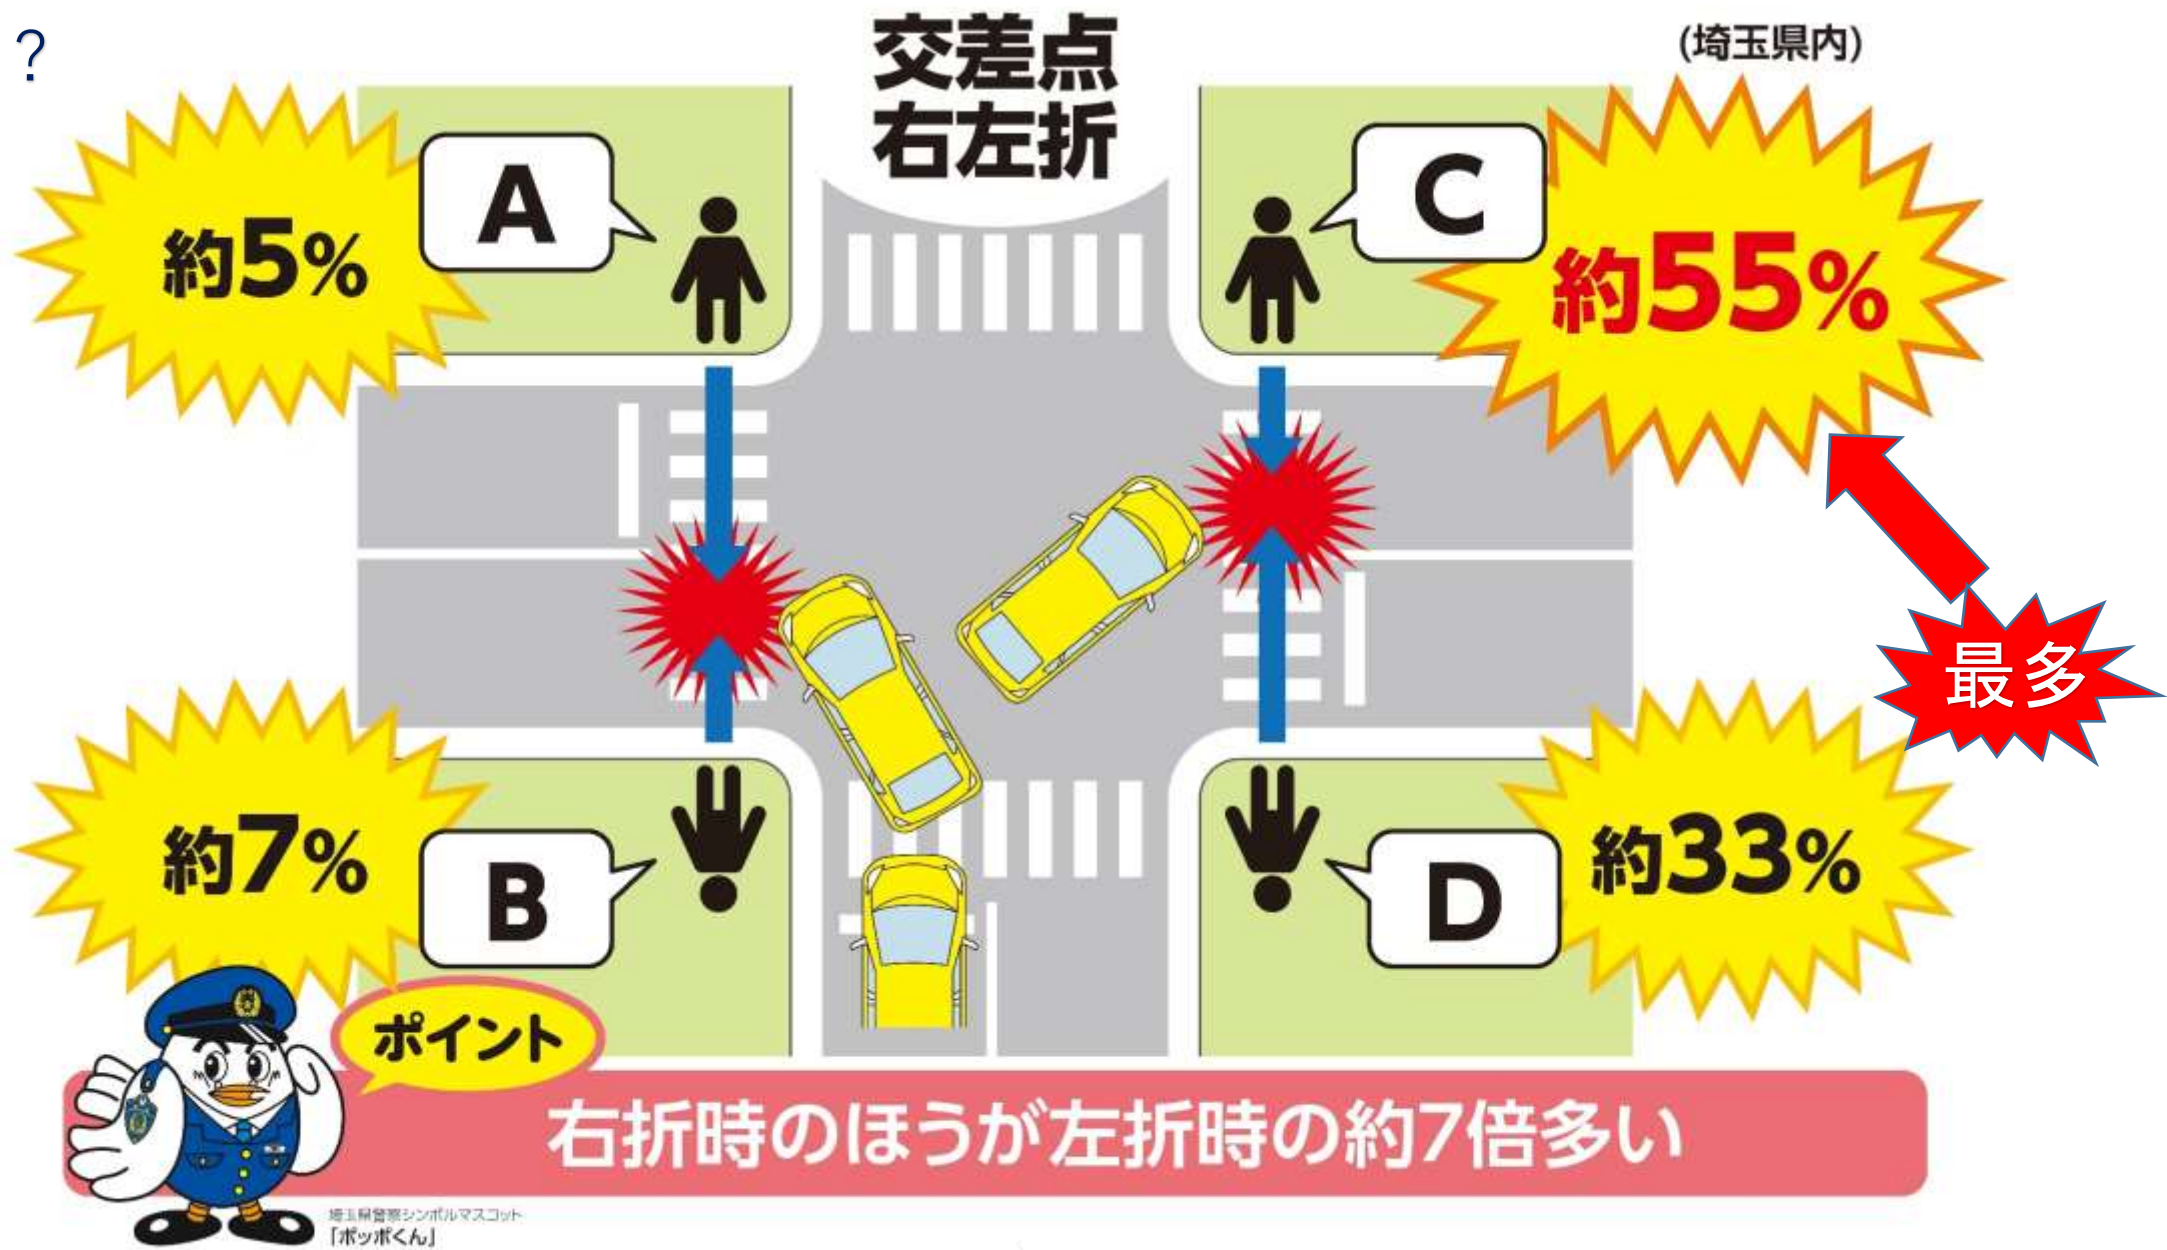 ?
交差点
右左折
(埼玉県内)
A
約5%
C
約55%
最多
B
約7%
D
約33%
ポイント
右折時のほうが左折時の約7倍多い
埼玉県警察シンボルマスコット
「ポッポくん」